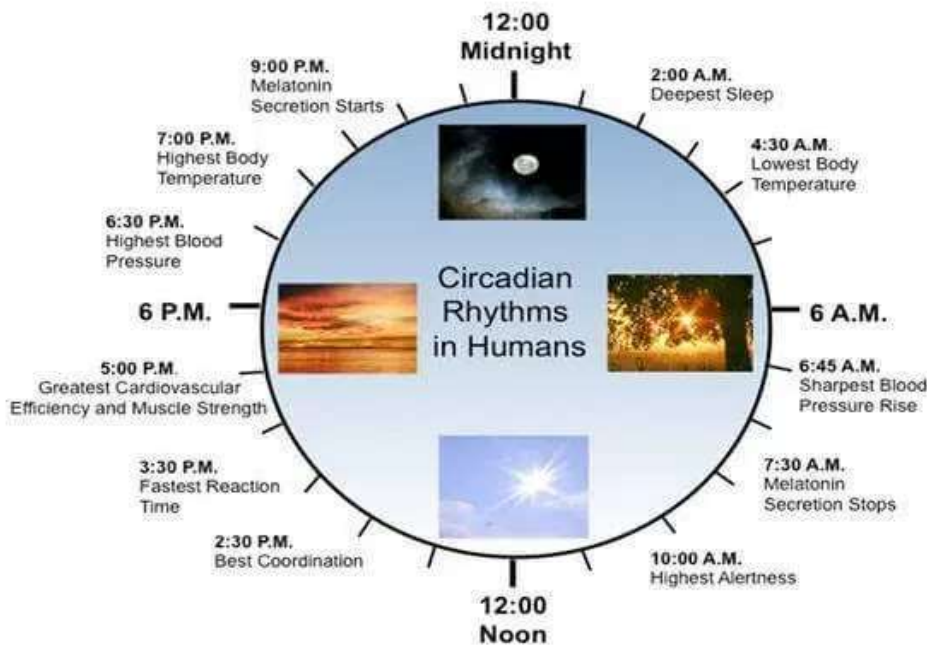 12:00
Midnight
2:00 A.M.
Deepest Sleep
4:30 A.M.
Lowest Body
Temperature
6 A.M.
6:45 A.M.
Sharpest Blood
Pressure Rise
7:30 A.M.
Melatonin
Secretion Stops
10:00 A.M.
Highest Alertness
12:00
Noon
2:30 P.M.
Best Coordination
3:30 P.M.
Fastest Reaction
Time
5:00 P.M.
Greatest Cardiovascular
Efficiency and Muscle Strength
6 P.M.
6:30 P.M.
Highest Blood
Pressure
7:00 P.M.
Highest Body
Temperature
9:00 P.M.
Melatonin
Secretion Starts
Circadian
Rhythms
in Humans